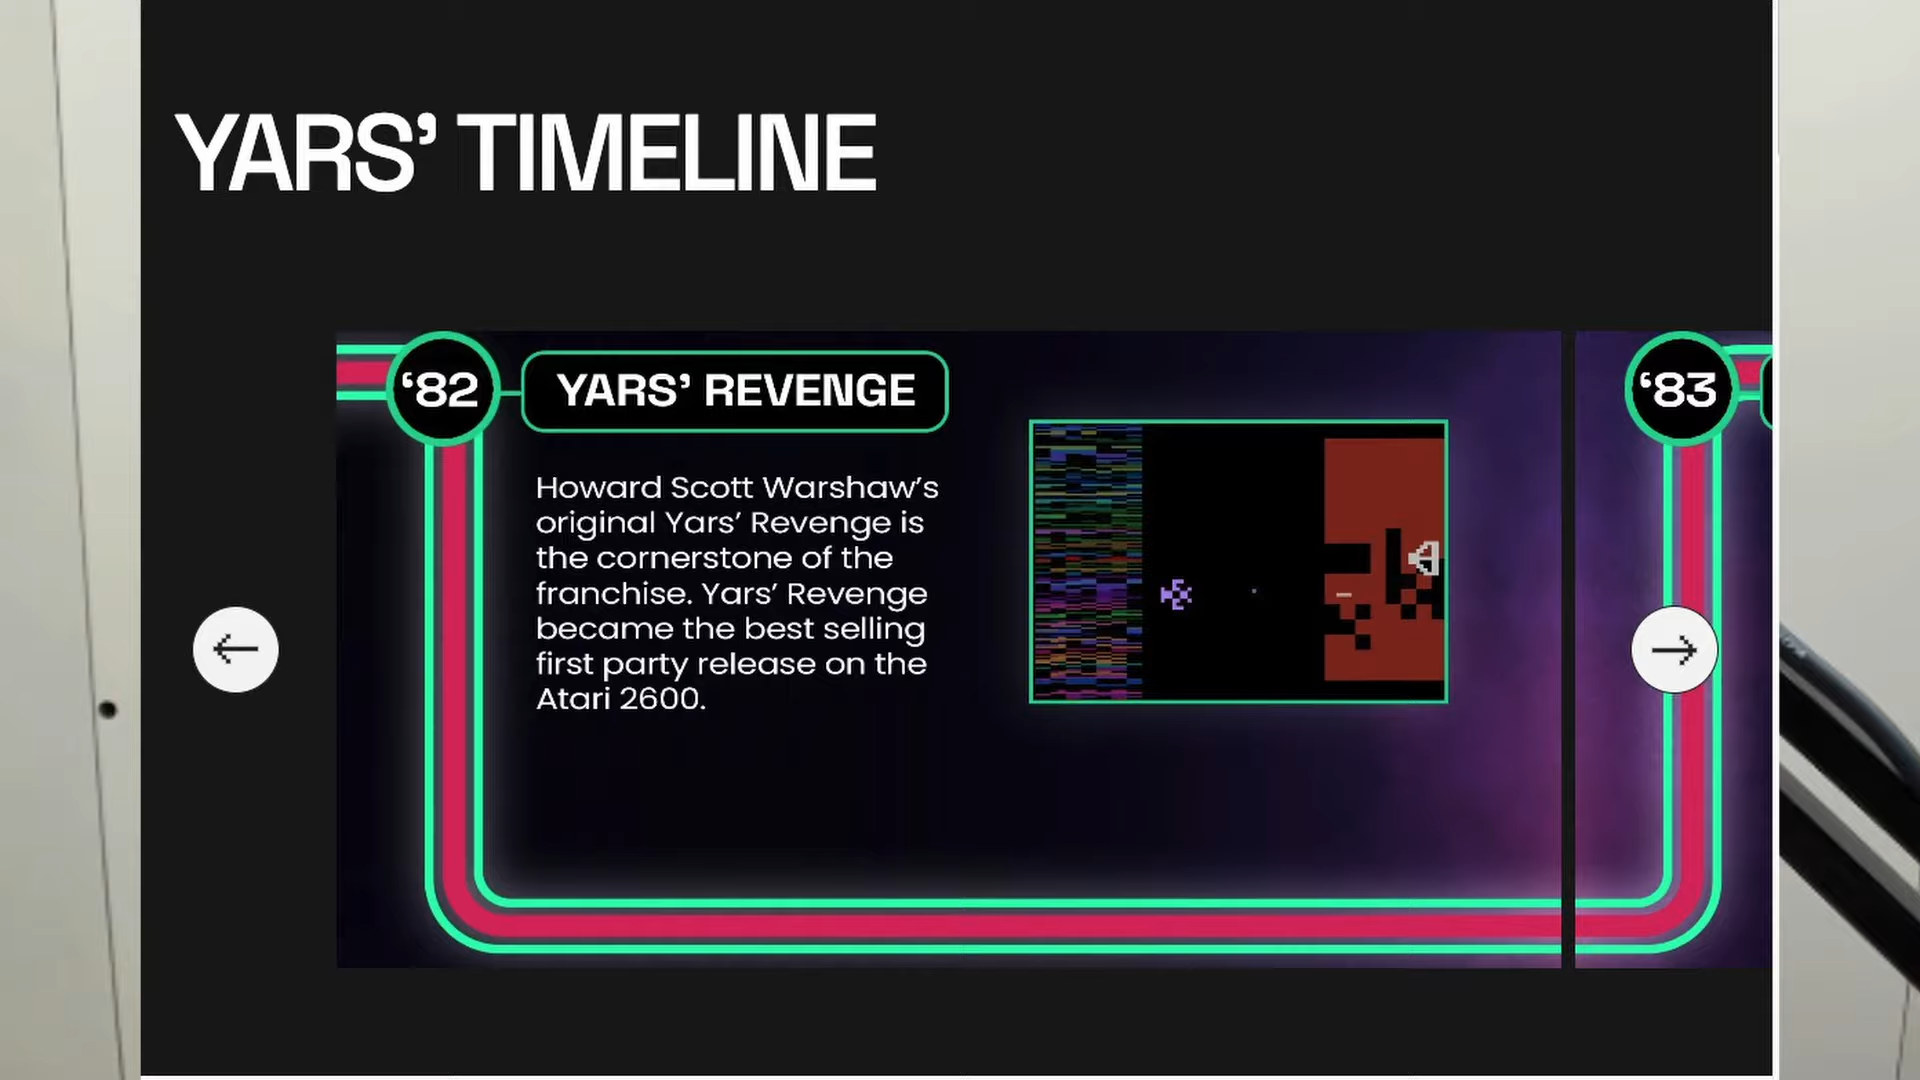 YARS’ TIMELINE
‘82
YARS’ REVENGE
Howard Scott Warshaw’s
original Yars’ Revenge is
the cornerstone of the
franchise. Yars’ Revenge
became the best selling
first party release on the
Atari 2600.
‘83